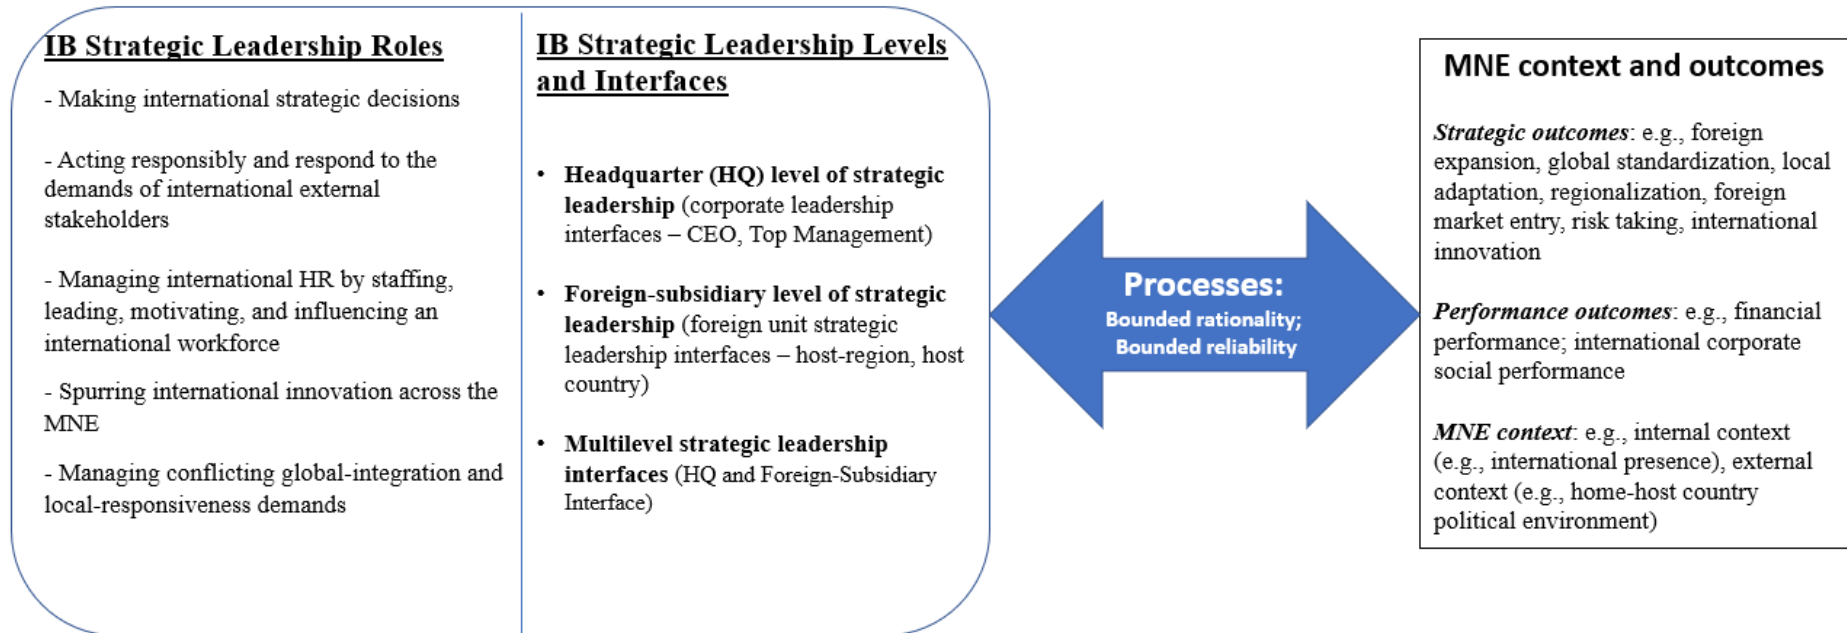 IB Strategic Leadership Roles
- Making international strategic decisions
- Acting responsibly and respond to the
demands of international external
stakeholders
- Managing international HR by staffing,
leading, motivating, and influencing an
international workforce
- Spurring international innovation across the
MNE
- Managing conflicting global-integration and
local-responsiveness demands
IB Strategic Leadership Levels
and Interfaces
• Headquarter (HQ) level of strategic
leadership (corporate leadership
interfaces – CEO, Top Management)
• Foreign-subsidiary level of strategic
leadership (foreign unit strategic
leadership interfaces – host-region, host
country)
• Multilevel strategic leadership
interfaces (HQ and Foreign-Subsidiary
Interface)
Processes:
Bounded rationality;
Bounded reliability
MNE context and outcomes
Strategic outcomes: e.g., foreign
expansion, global standardization, local
adaptation, regionalization, foreign
market entry, risk taking, international
innovation
Performance outcomes: e.g., financial
performance; international corporate
social performance
MNE context: e.g., internal context
(e.g., international presence), external
context (e.g., home-host country
political environment)